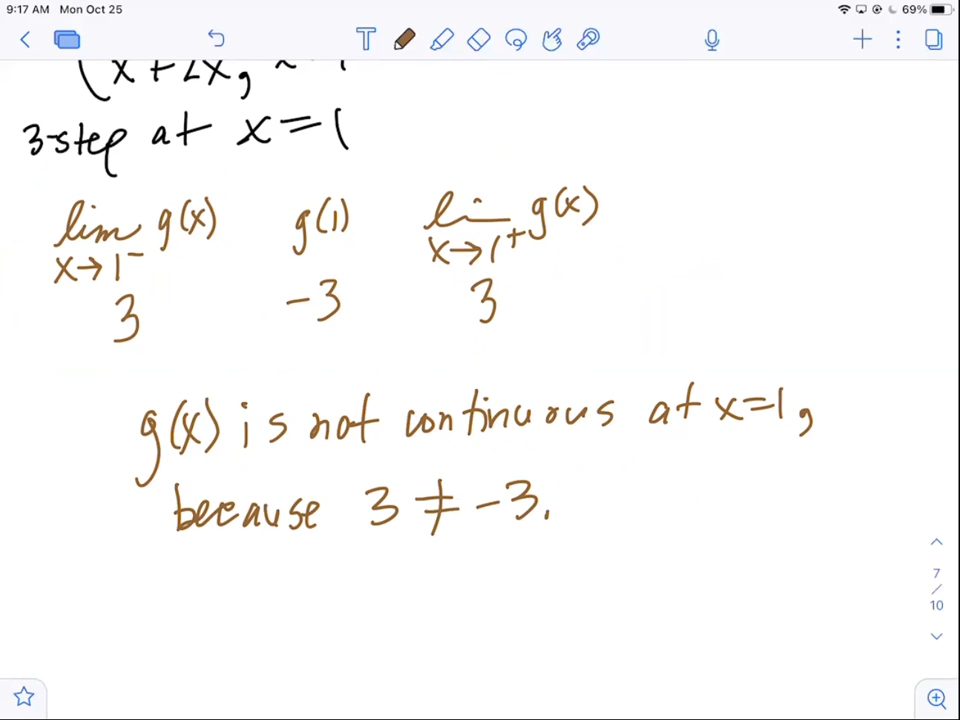 9:17 AM Mon Oct 25
69%
T
(x+2x,
3-step at x=1
lim g(x) g(1) lim g(x)
x→1⁻ x→1⁺
3 -3 3
g(x) is not continuous at x=1,
because 3 ≠ -3.
7
/
10